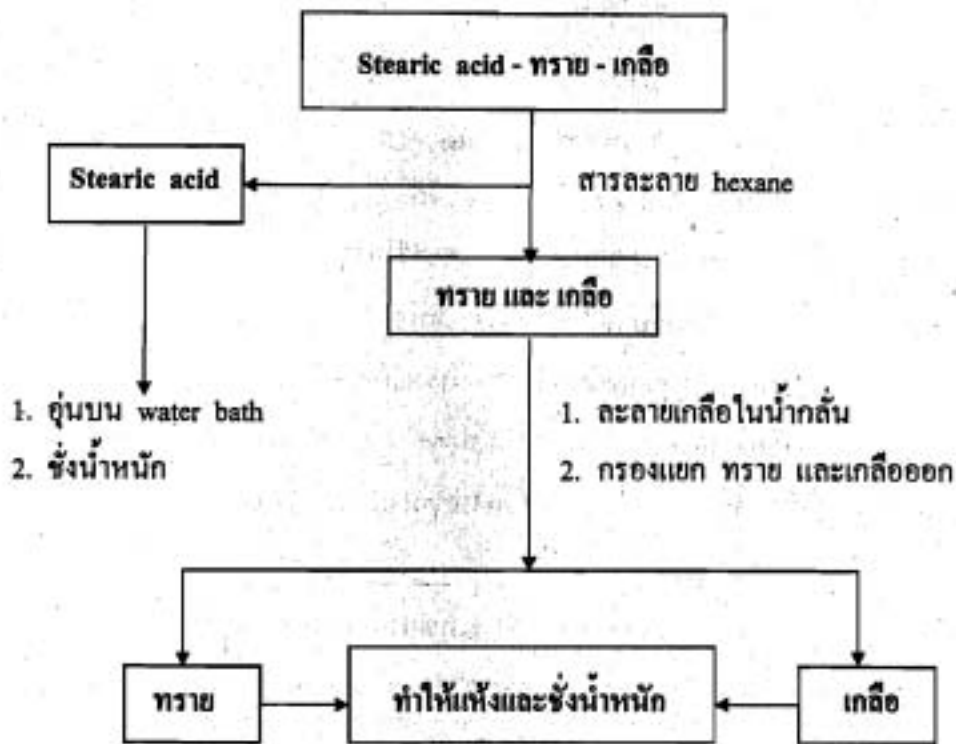 Stearic acid - ทราย - เกลือ
Stearic acid
สารละลาย hexane
ทราย และ เกลือ
1. อุ่นบน water bath
2. ชั่งน้ำหนัก
1. ละลายเกลือในน้ำกลั่น
2. กรองแยก ทราย และเกลือออก
ทราย
ทำให้แห้งและชั่งน้ำหนัก
เกลือ